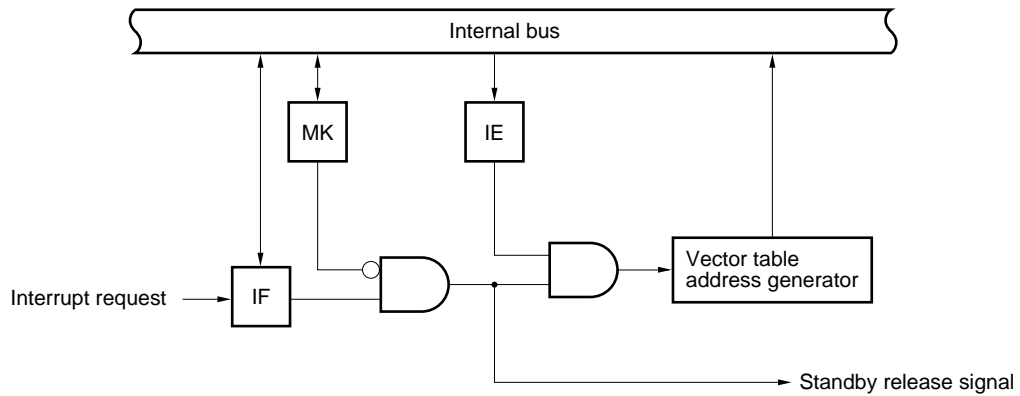 Internal bus
MK
IE
Vector table
address generator
Interrupt request
IF
Standby release signal